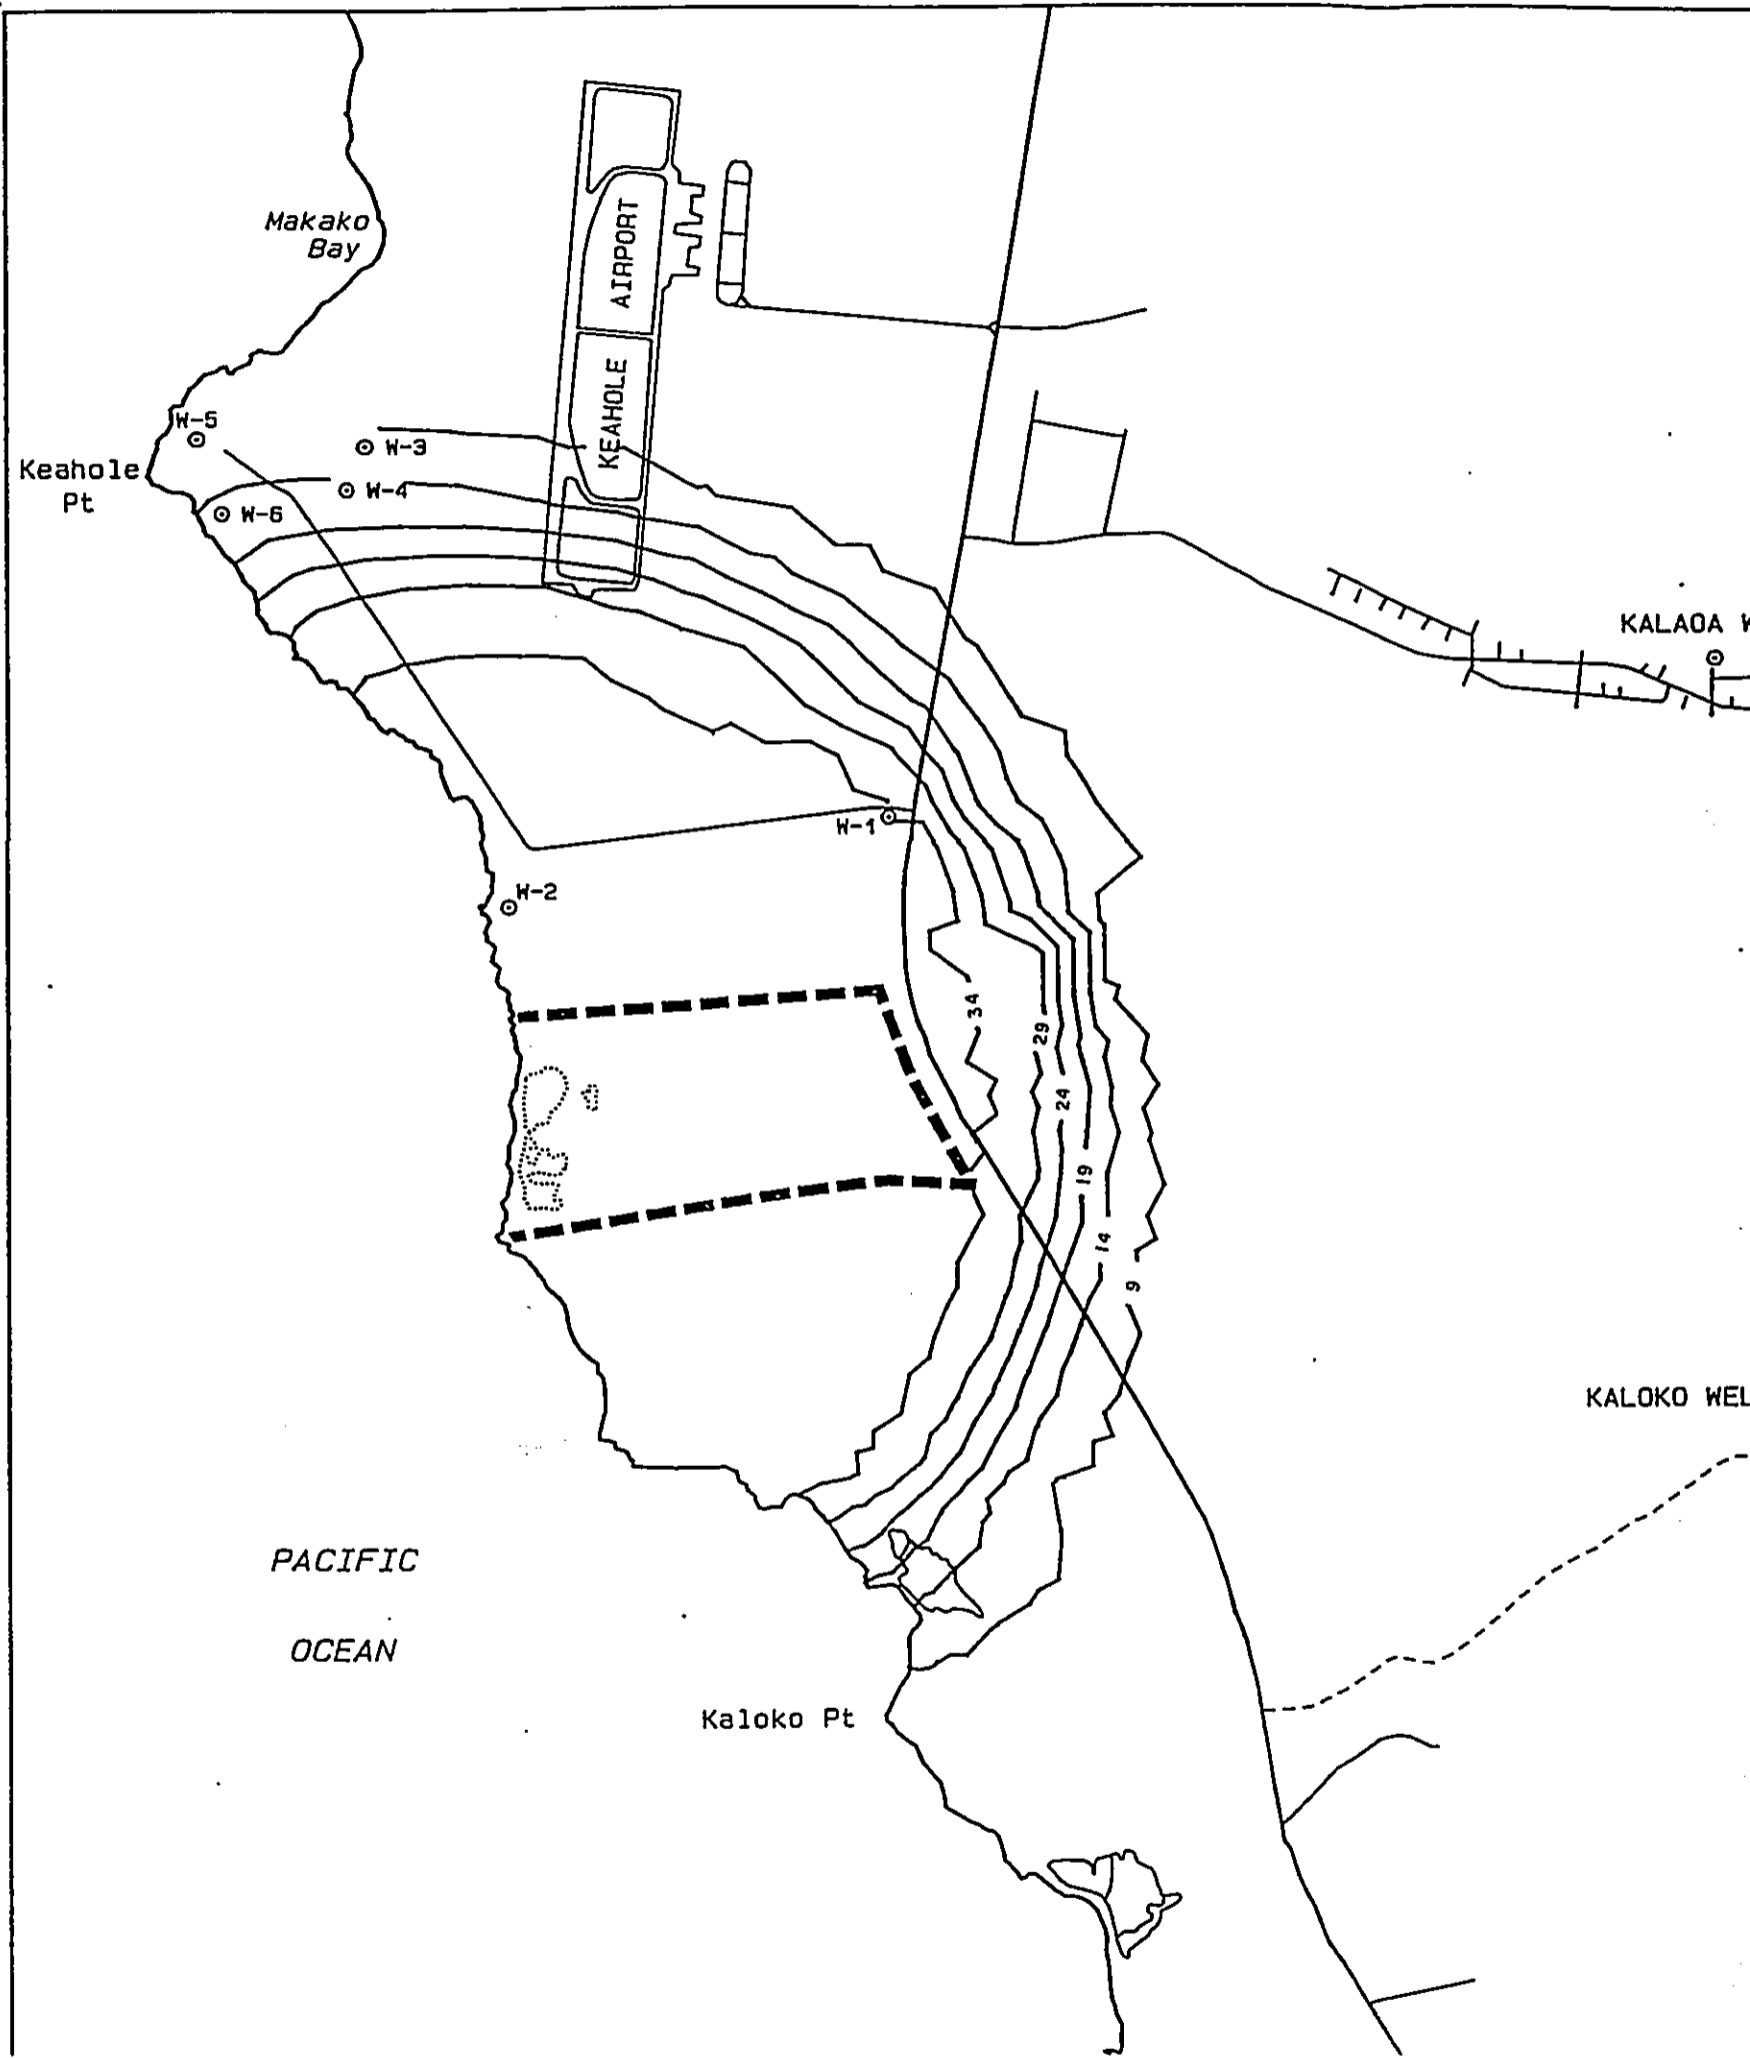 Makako
Bay
AIRPORT
KEAHOLE
W-5
W-3
Keahole
Pt
W-4
W-6
KALAOA W
W-1
W-2
34
29
24
19
14
9
KALOKO WEL
PACIFIC
OCEAN
Kaloko Pt